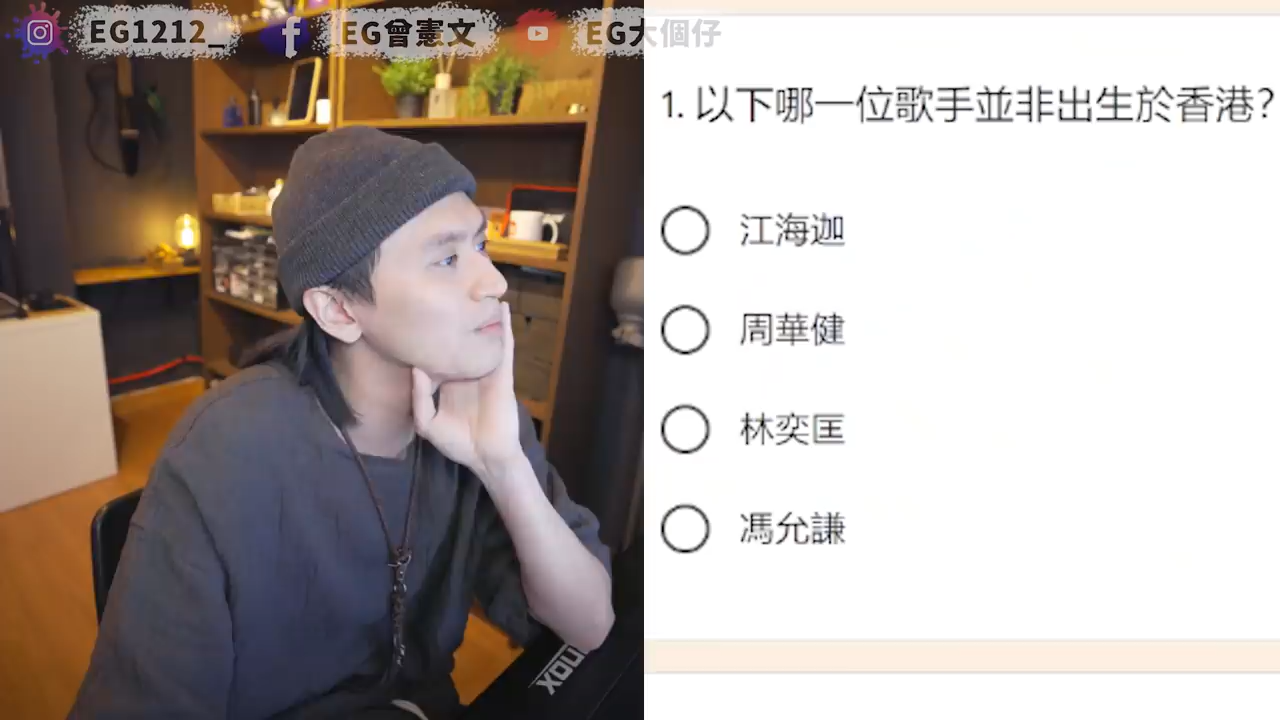 EG1212_
EG曾憲文
EG大個仔
1. 以下哪一位歌手並非出生於香港?
江海迦
周華健
林奕匡
馮允謙
nox